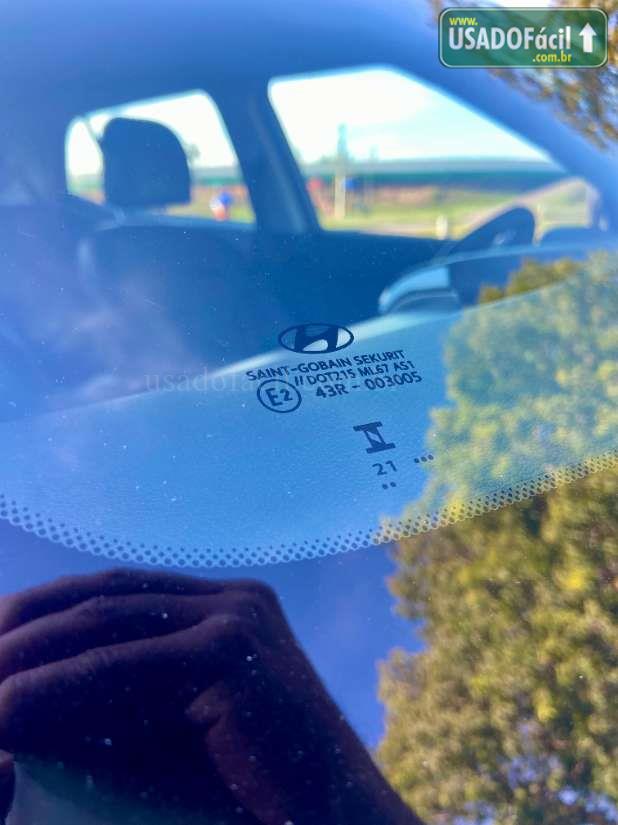 www.
USADOFácil
.com.br
SAINT-GOBAIN SEKURIT
// DOT215 ML67 AS1
E2 43R - 003005
21